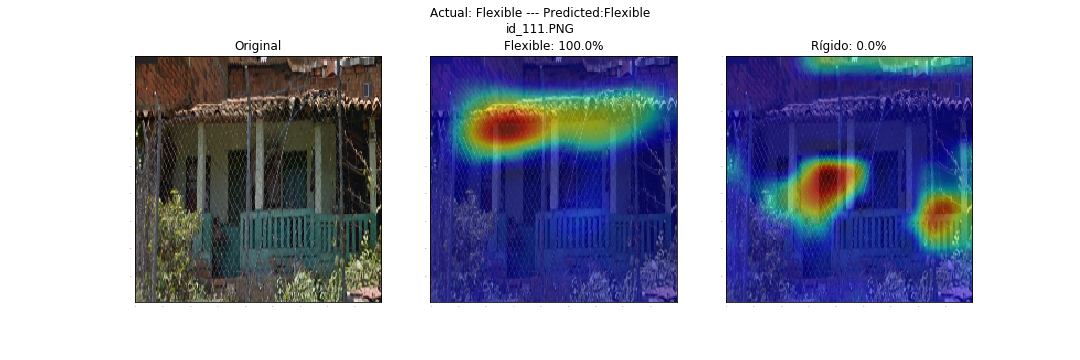 Actual: Flexible --- Predicted:Flexible
id_111.PNG
Original
Flexible: 100.0%
Rígido: 0.0%